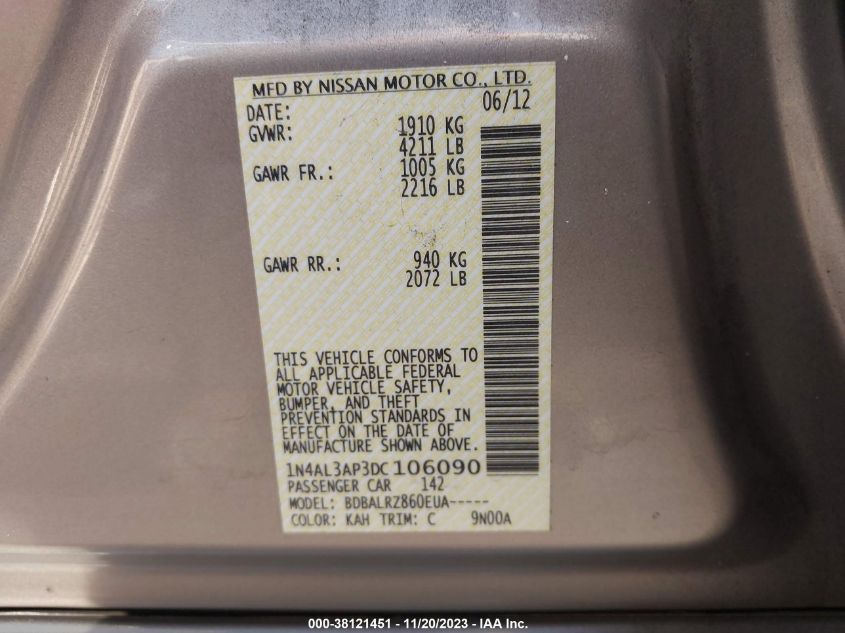 MFD BY NISSAN MOTOR CO., LTD.
DATE: 06/12
GVWR: 1910 KG
4211 LB
GAWR FR.: 1005 KG
2216 LB
GAWR RR.: 940 KG
2072 LB
THIS VEHICLE CONFORMS TO
ALL APPLICABLE FEDERAL
MOTOR VEHICLE SAFETY,
BUMPER, AND THEFT
PREVENTION STANDARDS IN
EFFECT ON THE DATE OF
MANUFACTURE SHOWN ABOVE.
1N4AL3AP3DC106090
PASSENGER CAR 142
MODEL: BDBALRZ860EUA-----
COLOR: KAH TRIM: C 9N00A
000-38121451 - 11/20/2023 - IAA Inc.